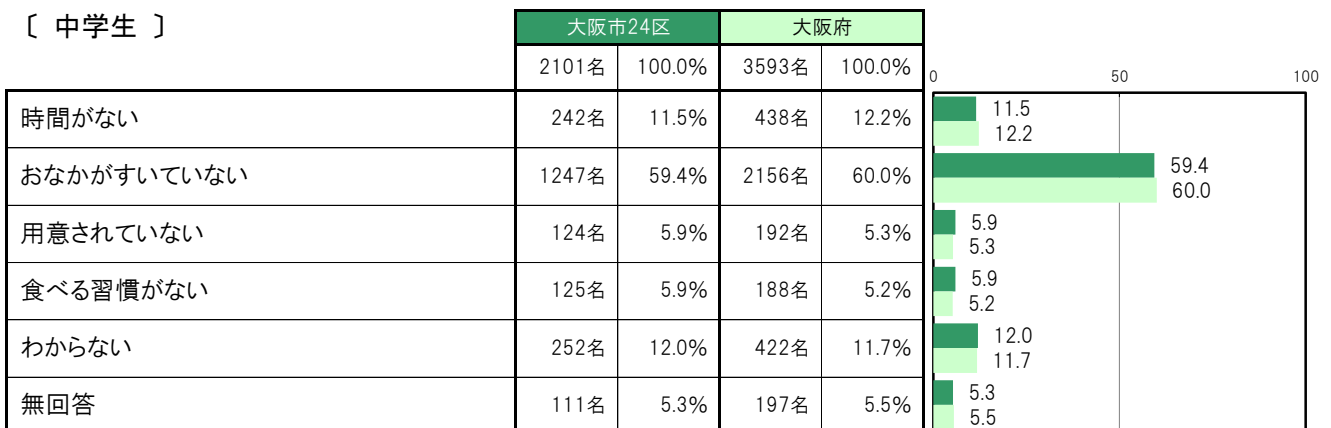 〔 中学生 〕
大阪市24区 大阪府
2101名 100.0% 3593名 100.0%
0 50 100
時間がない 242名 11.5% 438名 12.2%
11.5
12.2
おなかがすいていない 1247名 59.4% 2156名 60.0%
59.4
60.0
用意されていない 124名 5.9% 192名 5.3%
5.9
5.3
食べる習慣がない 125名 5.9% 188名 5.2%
5.9
5.2
わからない 252名 12.0% 422名 11.7%
12.0
11.7
無回答 111名 5.3% 197名 5.5%
5.3
5.5